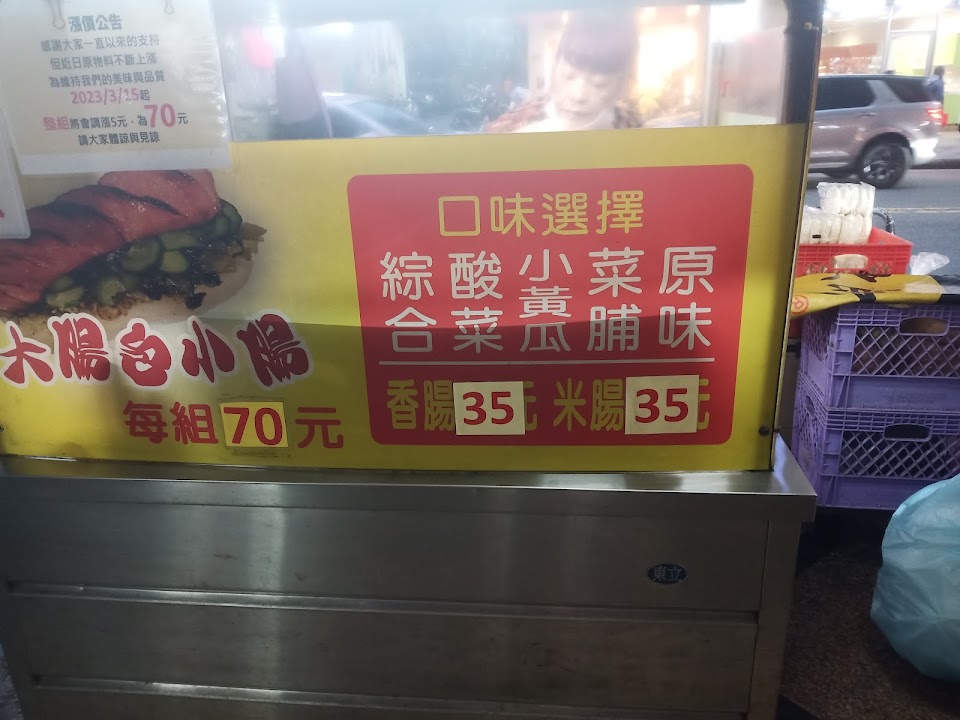 漲價公告
感謝大家一直以來的支持
但近日原物料不斷上漲
為維持我們的美味與品質
2023/3/15起
整組將會調漲5元，為70元
請大家體諒與見諒
大腸包小腸
每組70元
口味選擇
綜合 酸菜 小黃瓜 菜脯 原味
香腸35元 米腸35元
東立